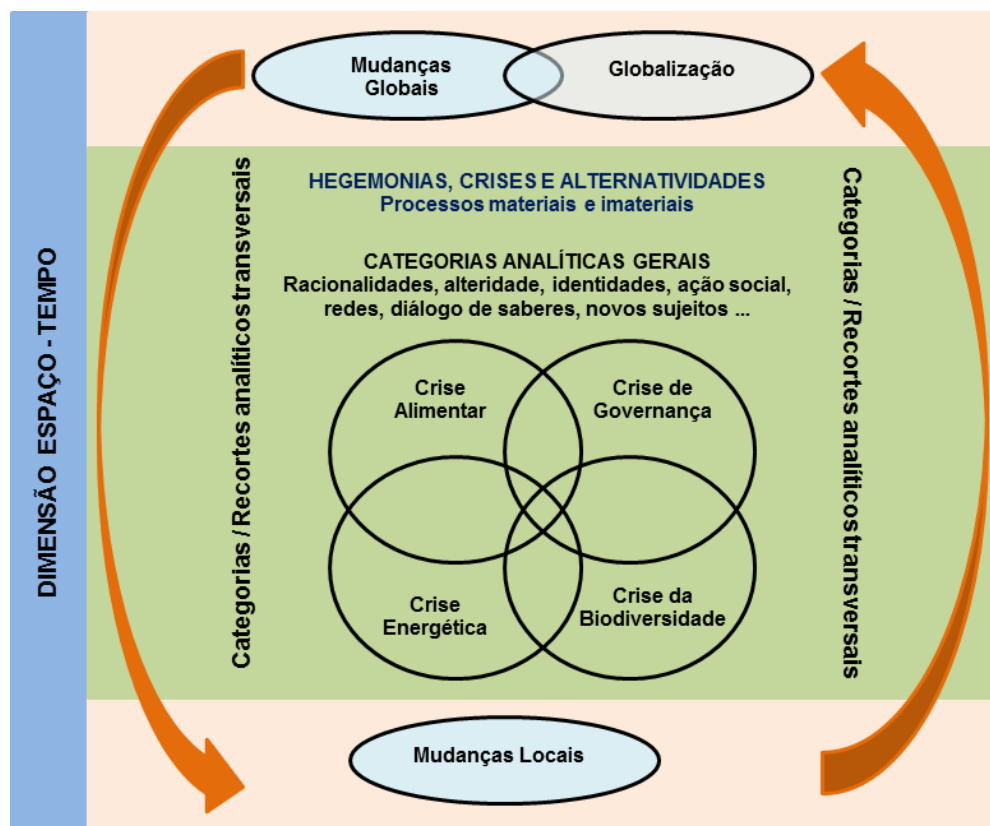 Mudanças
Globais
Globalização
DIMENSÃO ESPAÇO - TEMPO
Categorias / Recortes analíticos transversais
HEGEMONIAS, CRISES E ALTERNATIVIDADES
Processos materiais e imateriais
CATEGORIAS ANALÍTICAS GERAIS
Racionalidades, alteridade, identidades, ação social,
redes, diálogo de saberes, novos sujeitos ...
Crise
Alimentar
Crise de
Governança
Crise
Energética
Crise da
Biodiversidade
Categorias / Recortes analíticos transversais
Mudanças Locais